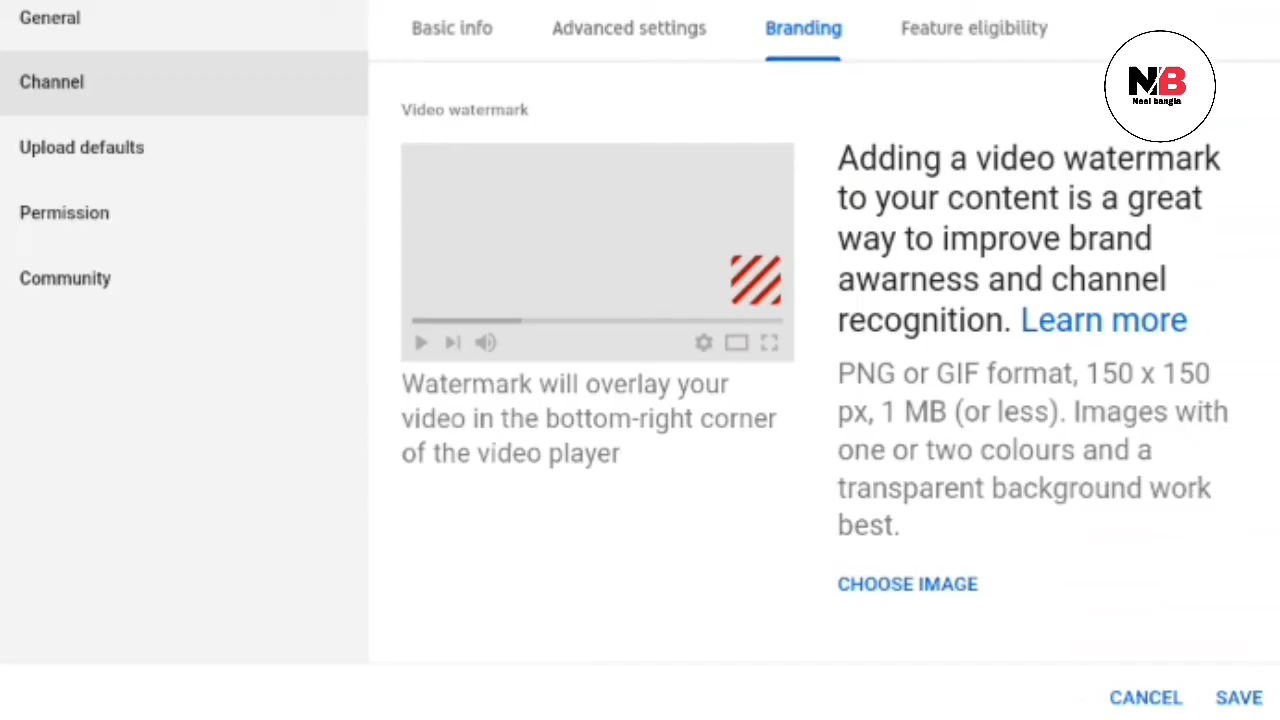 General
Channel
Upload defaults
Permission
Community
Basic info
Advanced settings
Branding
Feature eligibility
NB
Neel bangla
Video watermark
Watermark will overlay your
video in the bottom-right corner
of the video player
Adding a video watermark
to your content is a great
way to improve brand
awarness and channel
recognition. Learn more
PNG or GIF format, 150 x 150
px, 1 MB (or less). Images with
one or two colours and a
transparent background work
best.
CHOOSE IMAGE
CANCEL
SAVE